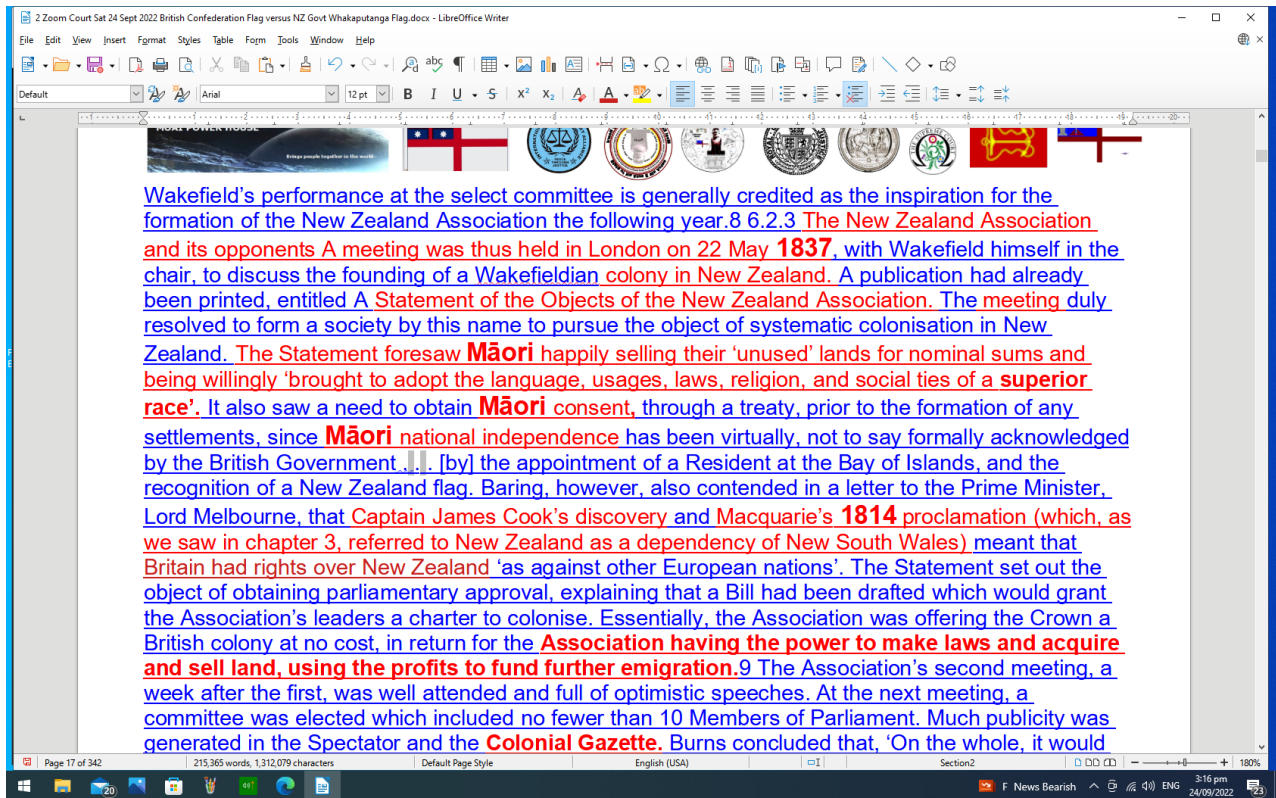 2 Zoom Court Sat 24 Sept 2022 British Confederation Flag versus NZ Govt Whakaputanga Flag.docx - LibreOffice Writer
File Edit View Insert Format Styles Table Form Tools Window Help
Default Arial 12 pt
MOAI POWER HOUSE
Brings people together in the world
Wakefield’s performance at the select committee is generally credited as the inspiration for the
formation of the New Zealand Association the following year.8 6.2.3 The New Zealand Association
and its opponents A meeting was thus held in London on 22 May 1837, with Wakefield himself in the
chair, to discuss the founding of a Wakefieldian colony in New Zealand. A publication had already
been printed, entitled A Statement of the Objects of the New Zealand Association. The meeting duly
resolved to form a society by this name to pursue the object of systematic colonisation in New
Zealand. The Statement foresaw Māori happily selling their ‘unused’ lands for nominal sums and
being willingly ‘brought to adopt the language, usages, laws, religion, and social ties of a superior
race’. It also saw a need to obtain Māori consent, through a treaty, prior to the formation of any
settlements, since Māori national independence has been virtually, not to say formally acknowledged
by the British Government . . . [by] the appointment of a Resident at the Bay of Islands, and the
recognition of a New Zealand flag. Baring, however, also contended in a letter to the Prime Minister,
Lord Melbourne, that Captain James Cook’s discovery and Macquarie’s 1814 proclamation (which, as
we saw in chapter 3, referred to New Zealand as a dependency of New South Wales) meant that
Britain had rights over New Zealand ‘as against other European nations’. The Statement set out the
object of obtaining parliamentary approval, explaining that a Bill had been drafted which would grant
the Association’s leaders a charter to colonise. Essentially, the Association was offering the Crown a
British colony at no cost, in return for the Association having the power to make laws and acquire
and sell land, using the profits to fund further emigration.9 The Association’s second meeting, a
week after the first, was well attended and full of optimistic speeches. At the next meeting, a
committee was elected which included no fewer than 10 Members of Parliament. Much publicity was
generated in the Spectator and the Colonial Gazette. Burns concluded that, ‘On the whole, it would
Page 17 of 342 215,365 words, 1,312,079 characters Default Page Style English (USA) Section2 180%
20 F News Bearish ENG 3:16 pm
24/09/2022 23